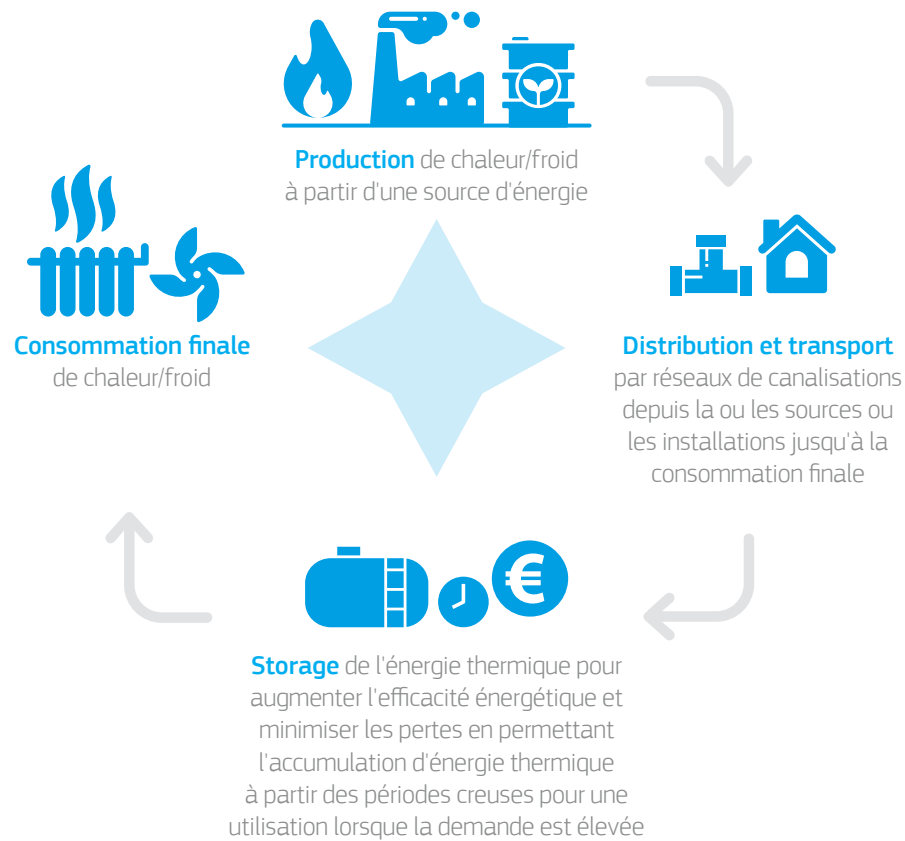 Production de chaleur/froid
à partir d'une source d'énergie
Distribution et transport
par réseaux de canalisations
depuis la ou les sources ou
les installations jusqu'à la
consommation finale
€
Storage de l'énergie thermique pour
augmenter l'efficacité énergétique et
minimiser les pertes en permettant
l'accumulation d'énergie thermique
à partir des périodes creuses pour une
utilisation lorsque la demande est élevée
Consommation finale
de chaleur/froid